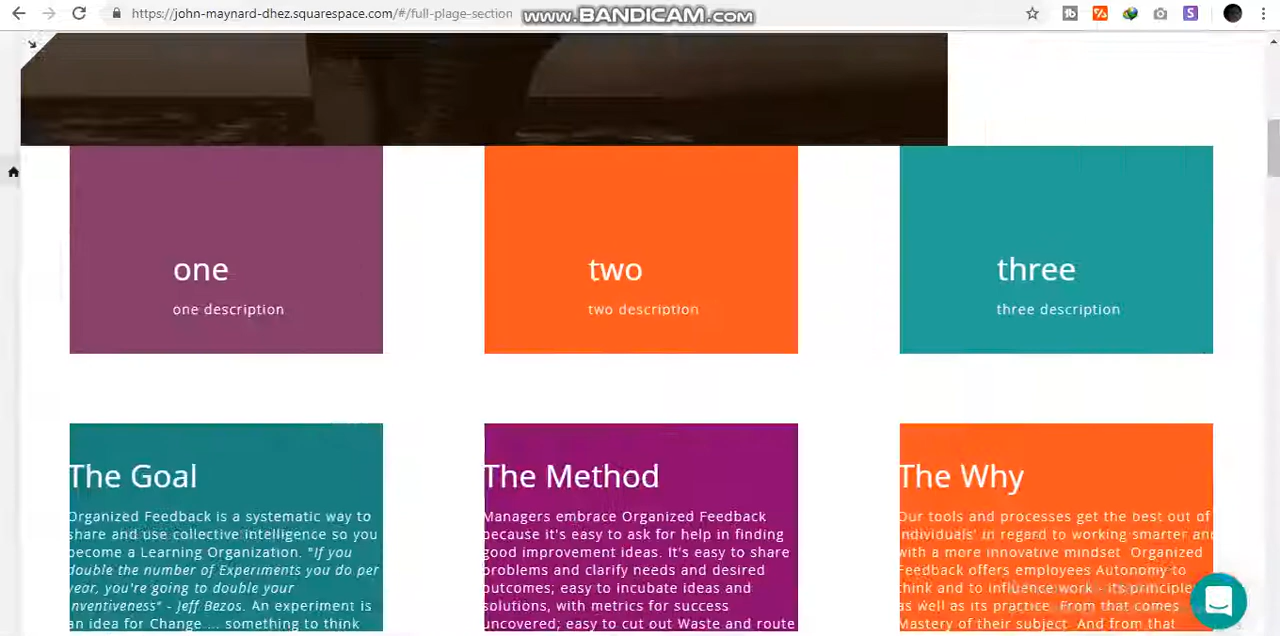 https://john-maynard-dhez.squarespace.com/#/full-plage-section
www.BANDICAM.com
one
one description
two
two description
three
three description
The Goal
Organized Feedback is a systematic way to
share and use collective intelligence so you
become a Learning Organization. "If you
double the number of Experiments you do per
year, you're going to double your
inventiveness" - Jeff Bezos. An experiment is
an idea for Change ... something to think
The Method
Managers embrace Organized Feedback
because it's easy to ask for help in finding
good improvement ideas. It's easy to share
problems and clarify needs and desired
outcomes; easy to incubate ideas and
solutions, with metrics for success
uncovered; easy to cut out Waste and route
The Why
Our tools and processes get the best out of
individuals' in regard to working smarter and
with a more innovative mindset. Organized
Feedback offers employees Autonomy to
think and to influence work - its principles
as well as its practice. From that comes
Mastery of their subject. And from that